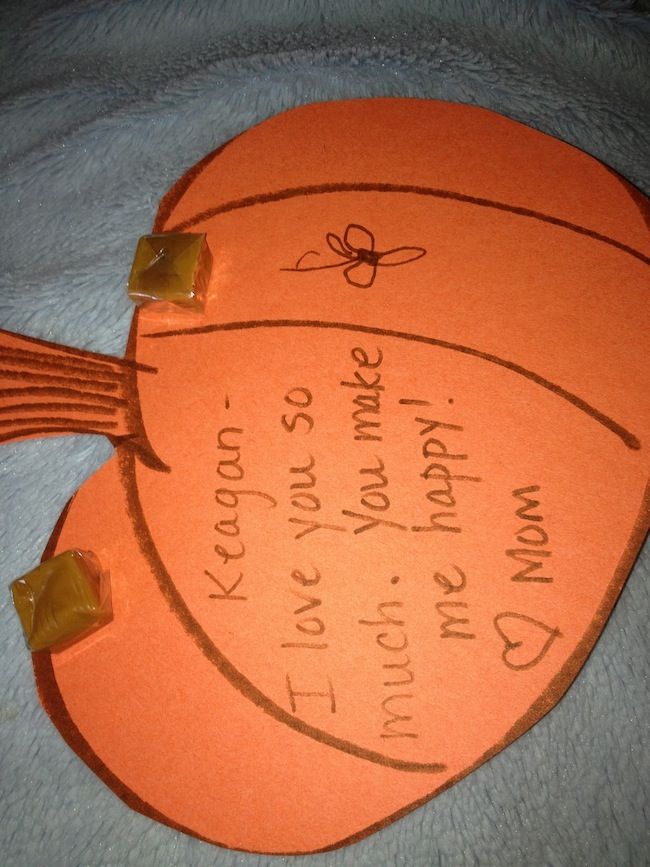 Keagan-
I love you so
much. You make
me happy!
♡ Mom